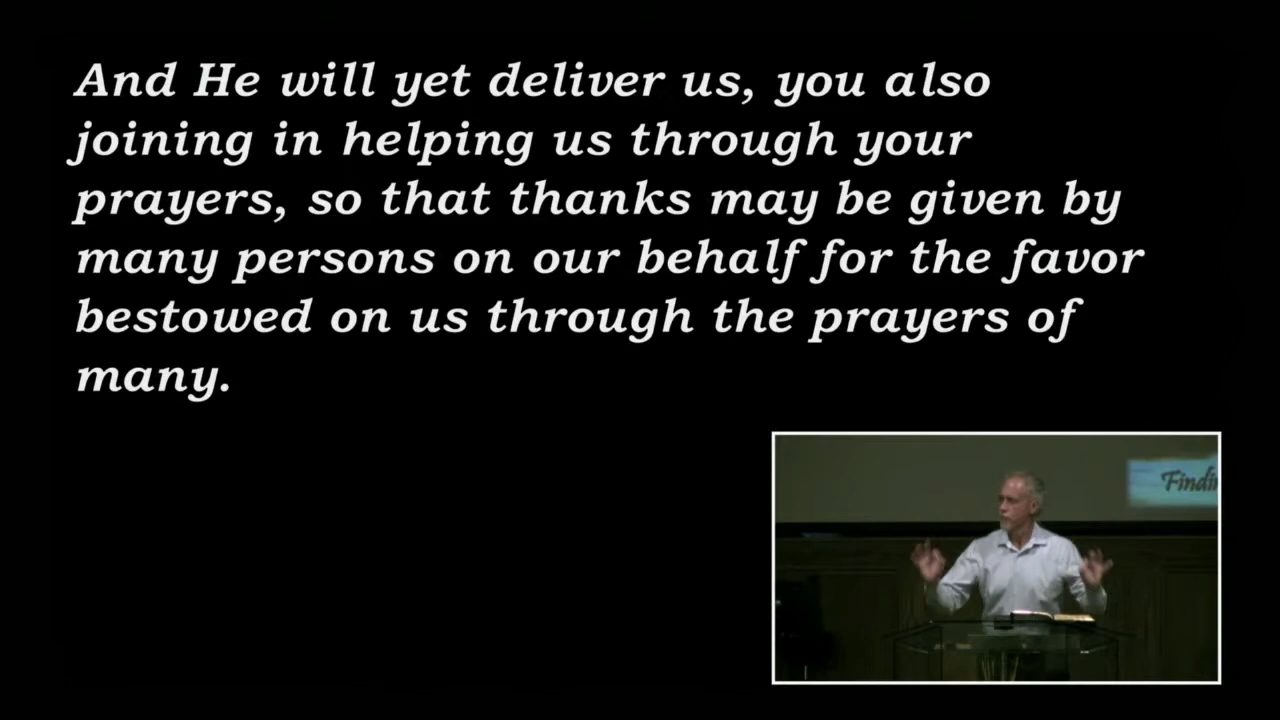 And He will yet deliver us, you also
joining in helping us through your
prayers, so that thanks may be given by
many persons on our behalf for the favor
bestowed on us through the prayers of
many.